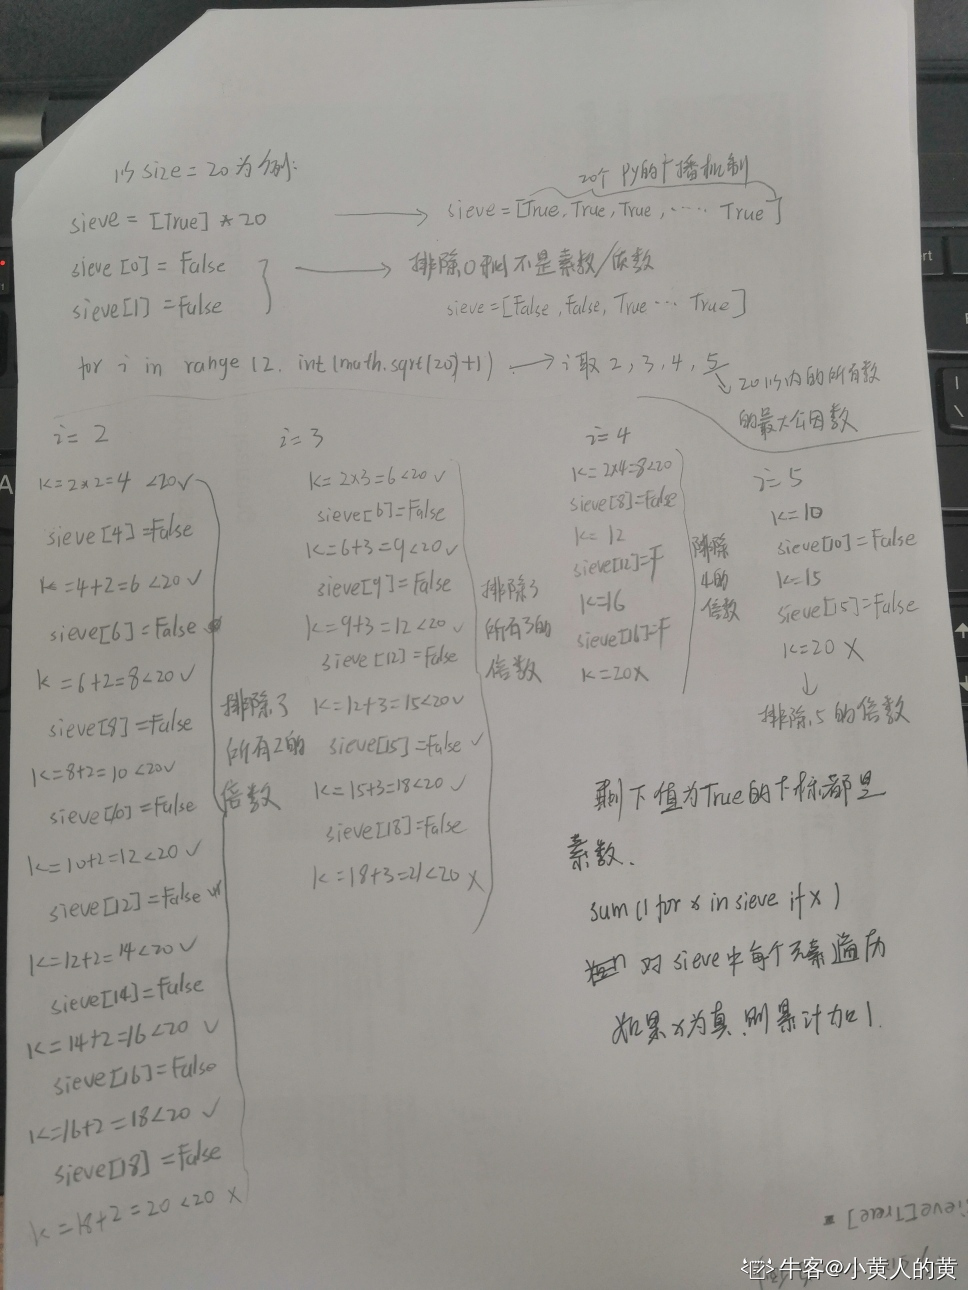 以size=20为例:
20个 py的广播机制
sieve = [True] * 20 → sieve=[True, True, True, ..... True]
sieve[0] = False
sieve[1] = False
→ 排除0和1不是素数/质数
sieve=[False, False, True ... True]
for i in range(2, int(math.sqrt(20)+1) → i取 2, 3, 4, 5
→ 20以内的所有数
的最大公因数
i=2
k=2×2=4 <20✓
sieve[4]=False
k=4+2=6<20✓
sieve[6]=False
k=6+2=8<20✓
sieve[8]=False
k=8+2=10<20✓
sieve[10]=False
k=10+2=12<20✓
sieve[12]=False
k=12+2=14<20✓
sieve[14]=False
k=14+2=16<20✓
sieve[16]=False
k=16+2=18<20✓
sieve[18]=False
k=18+2=20<20 ×
排除了
所有2的
倍数
i=3
k=2×3=6<20✓
sieve[6]=False
k=6+3=9<20✓
sieve[9]=False
k=9+3=12<20✓
sieve[12]=False
k=12+3=15<20✓
sieve[15]=False✓
k=15+3=18<20✓
sieve[18]=False
k=18+3=21<20×
排除了
所有3的
倍数
i=4
k=2×4=8<20
sieve[8]=False
k=12
sieve[12]=F
k=16
sieve[16]=F
k=20×
排除
4的
倍数
i=5
k=10
sieve[10]=False
k=15
sieve[15]=False
k=20 ×
↓
排除5的倍数
剩下值为True的下标都是
素数.
sum(1 for x in sieve if x)
对sieve中每个元素遍历
如果x为真,则累计加1.
sieve[True] *
牛客@小黄人的黄